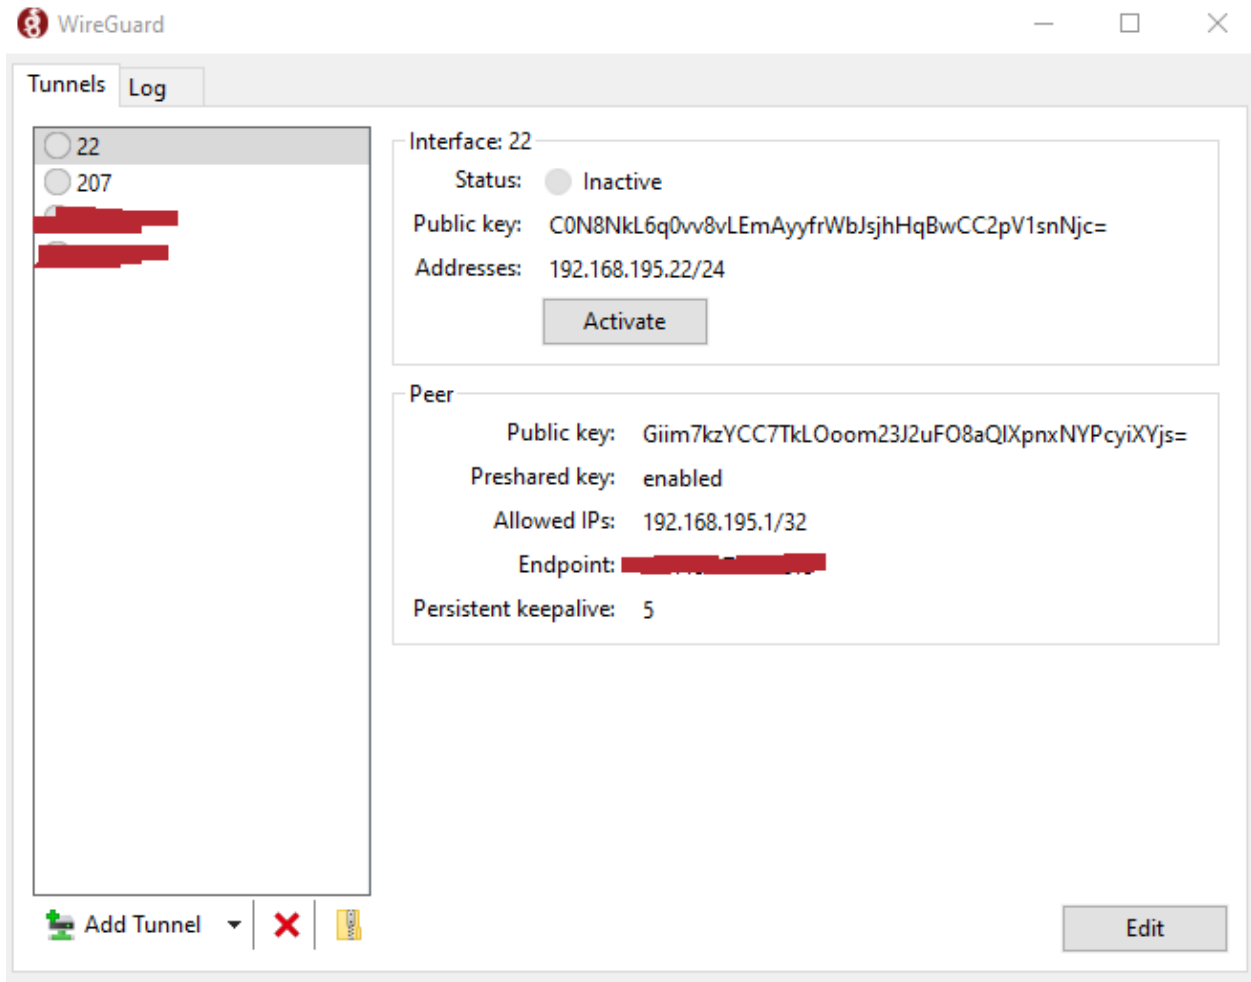 WireGuard
Tunnels
Log
22
207
Interface: 22
Status: Inactive
Public key: C0N8NkL6q0vv8vLEmAyyfrWbJsjhHqBwCC2pV1snNjc=
Addresses: 192.168.195.22/24
Activate
Peer
Public key: Giim7kzYCC7TkLOoom23J2uFO8aQIXpnxNYPcyiXYjs=
Preshared key: enabled
Allowed IPs: 192.168.195.1/32
Endpoint:
Persistent keepalive: 5
Add Tunnel
Edit